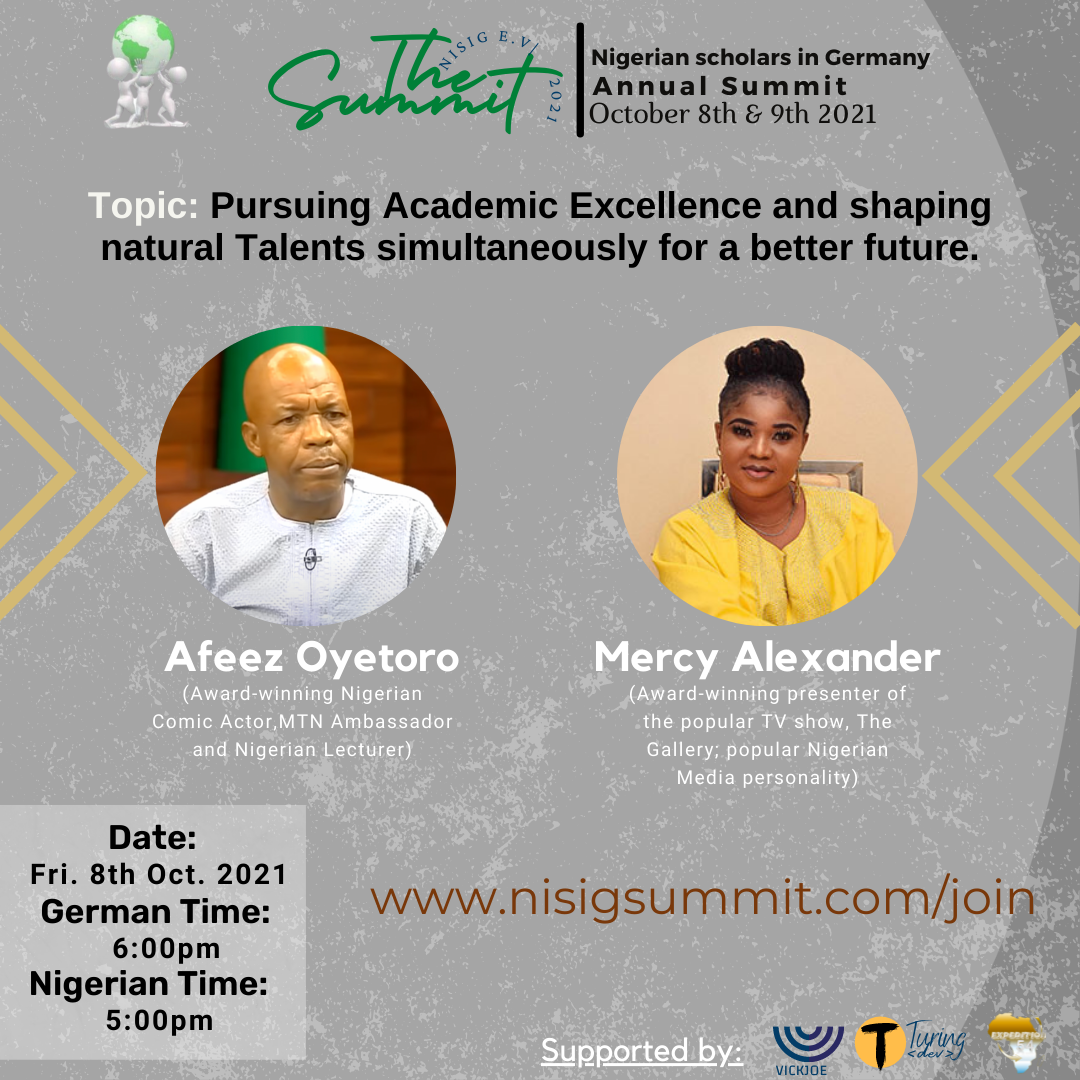 The
Summit
NISIG E.V/
2021
Nigerian scholars in Germany
Annual Summit
October 8th & 9th 2021
Topic: Pursuing Academic Excellence and shaping
natural Talents simultaneously for a better future.
Afeez Oyetoro
(Award-winning Nigerian
Comic Actor,MTN Ambassador
and Nigerian Lecturer)
Mercy Alexander
(Award-winning presenter of
the popular TV show, The
Gallery; popular Nigerian
Media personality)
Date:
Fri. 8th Oct. 2021
German Time:
6:00pm
Nigerian Time:
5:00pm
www.nisigsummit.com/join
Supported by:
VICKJOE
T
Turing
<dev>